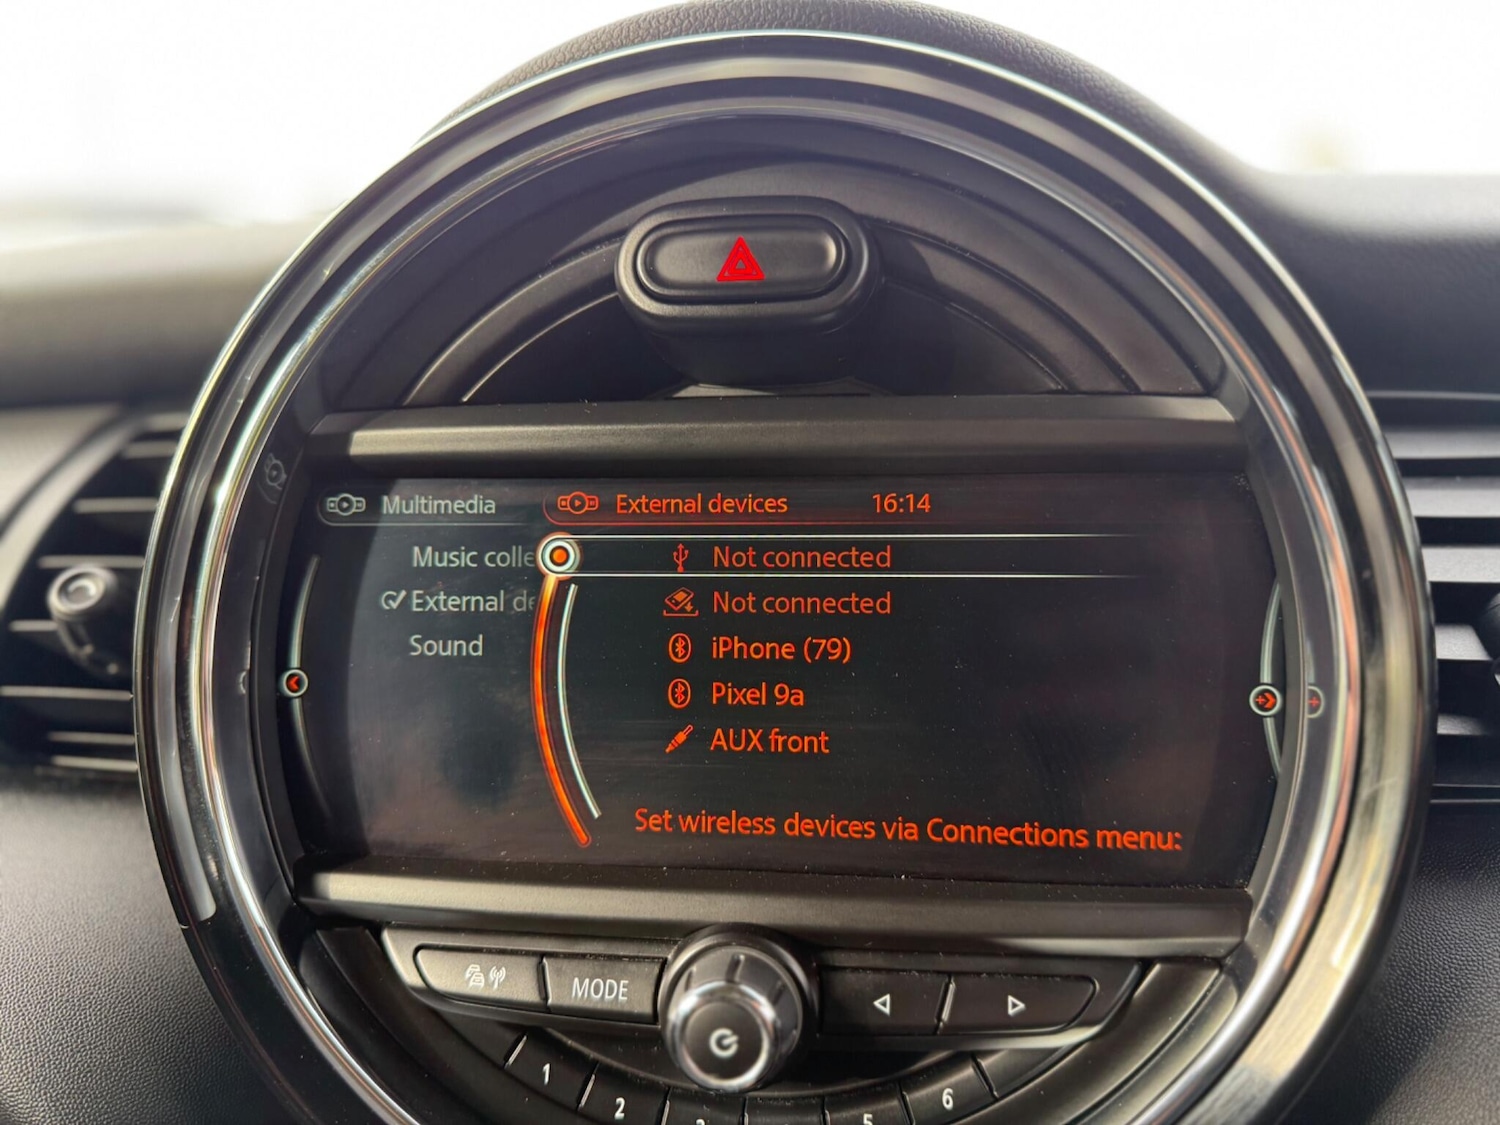 Multimedia
External devices 16:14
Music colle
Not connected
External de
Not connected
Sound
iPhone (79)
Pixel 9a
AUX front
Set wireless devices via Connections menu:
MODE
1
2
5
6